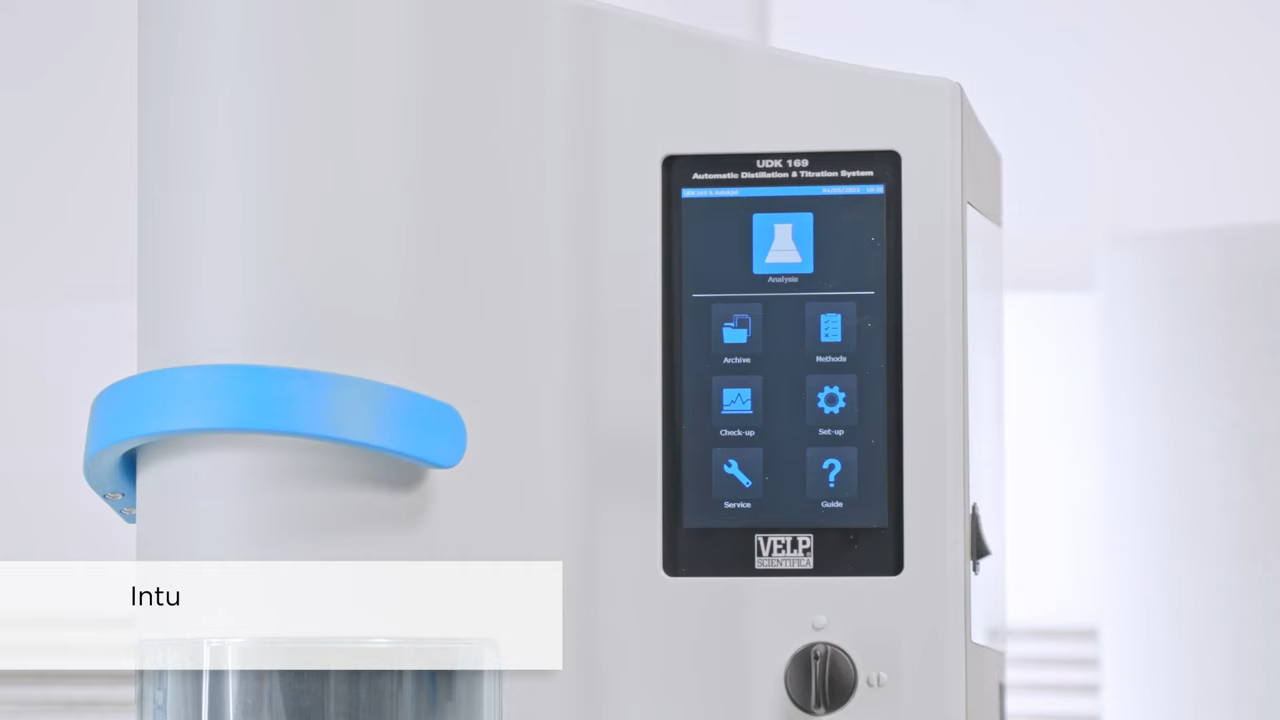 UDK 169
Automatic Distillation & Titration System
Analysis
Archive
Methods
Check-up
Set-up
Service
Guide
VELP
SCIENTIFICA
Intu